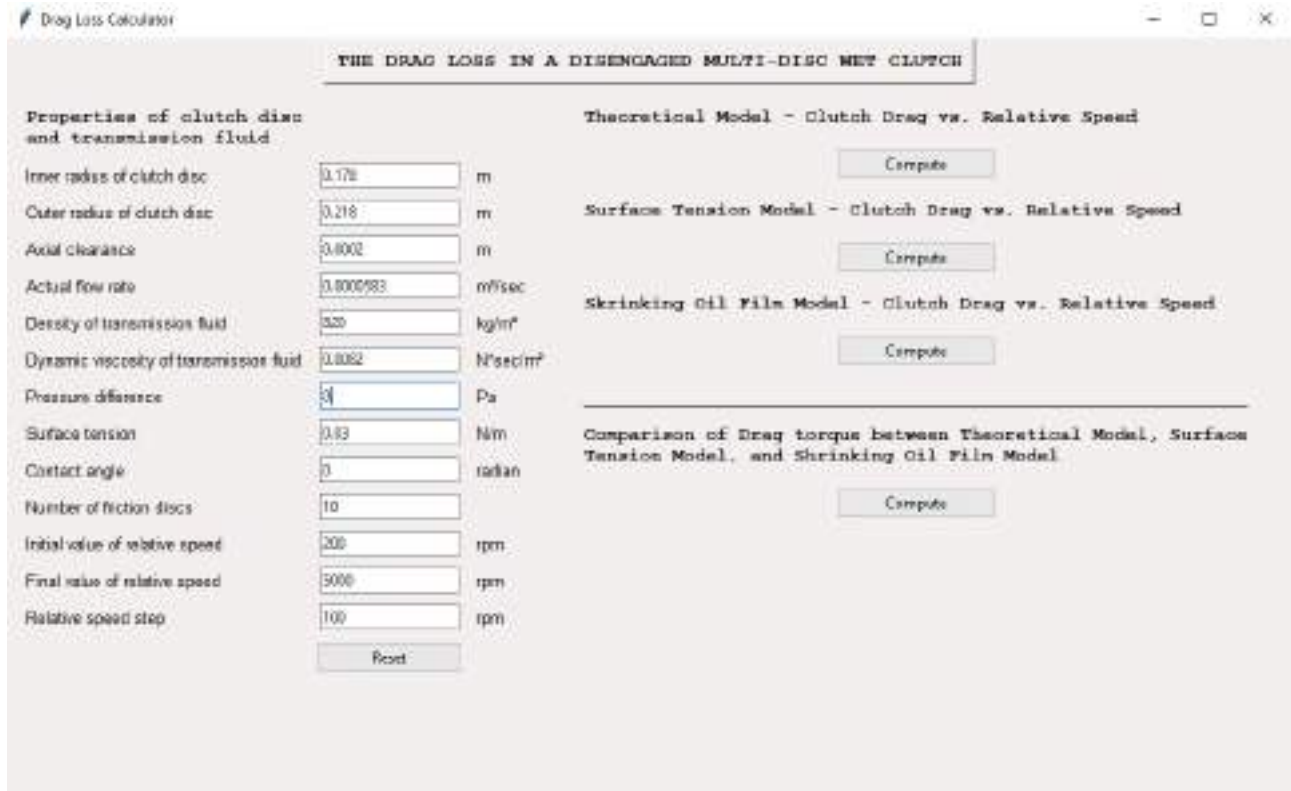 Drag Loss Calculator
THE DRAG LOSS IN A DISENGAGED MULTI-DISC WET CLUTCH
Properties of clutch disc
and transmission fluid
Inner radius of clutch disc
m
Outer radius of clutch disc 0.218 m
Axial clearance 0.0002 m
Actual flow rate m³/sec
Density of transmission fluid 820 kg/m³
Dynamic viscosity of transmission fluid 0.0082 N*sec/m²
Pressure difference 0 Pa
Surface tension 0.03 N/m
Contact angle 0 radian
Number of friction discs 10
Initial value of relative speed 200 rpm
Final value of relative speed rpm
Relative speed step 100 rpm
Reset
Theoretical Model - Clutch Drag vs. Relative Speed
Compute
Surface Tension Model - Clutch Drag vs. Relative Speed
Compute
Skrinking Oil Film Model - Clutch Drag vs. Relative Speed
Compute
Comparison of Drag torque between Theoretical Model, Surface
Tension Model, and Shrinking Oil Film Model
Compute